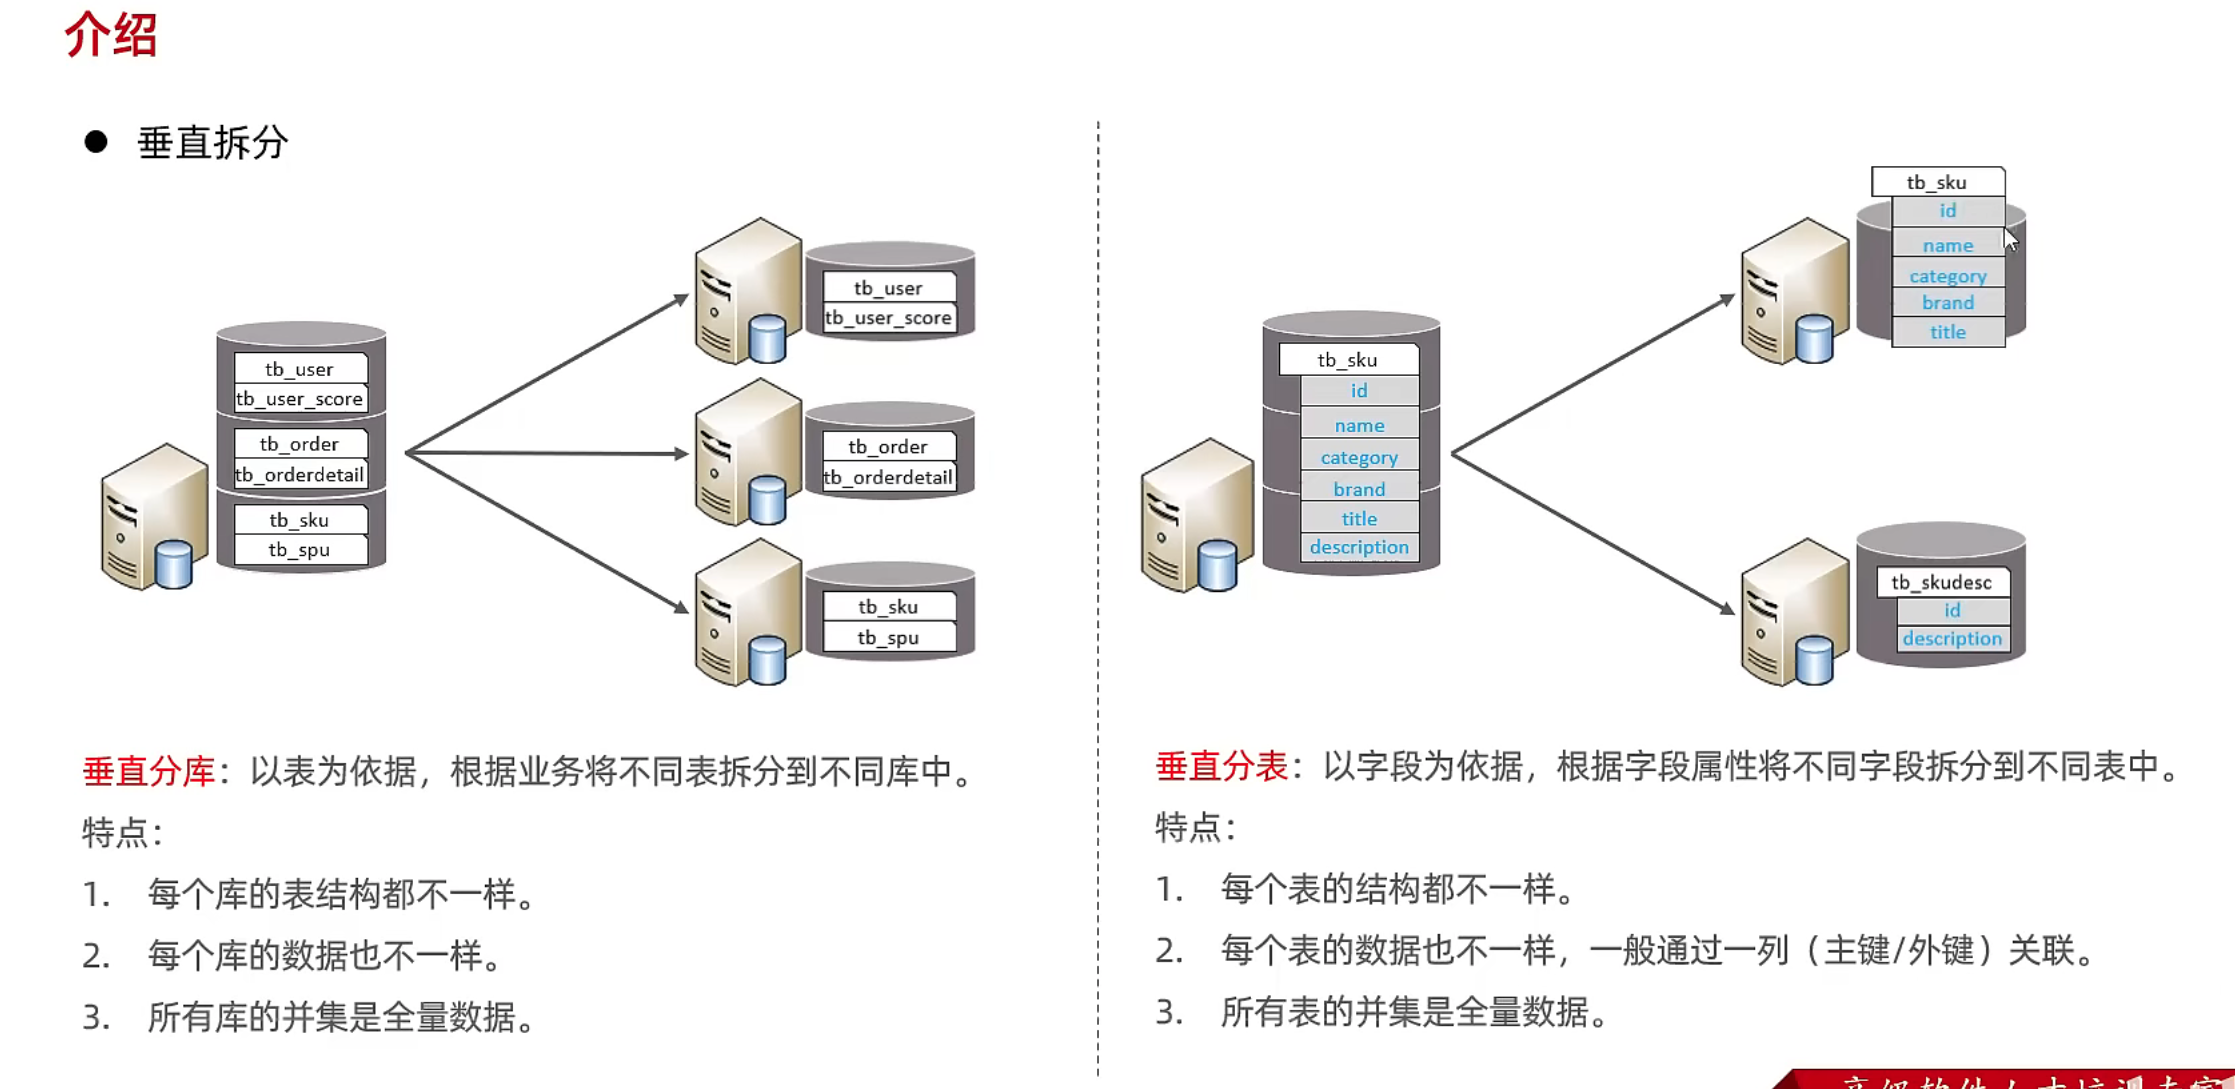 介绍
● 垂直拆分
tb_user
tb_user_score
tb_order
tb_orderdetail
tb_sku
tb_spu
tb_user
tb_user_score
tb_order
tb_orderdetail
tb_sku
tb_spu
垂直分库：以表为依据，根据业务将不同表拆分到不同库中。
特点：
1. 每个库的表结构都不一样。
2. 每个库的数据也不一样。
3. 所有库的并集是全量数据。
tb_sku
id
name
category
brand
title
description
tb_sku
id
name
category
brand
title
tb_skudesc
id
description
垂直分表：以字段为依据，根据字段属性将不同字段拆分到不同表中。
特点：
1. 每个表的结构都不一样。
2. 每个表的数据也不一样，一般通过一列（主键/外键）关联。
3. 所有表的并集是全量数据。